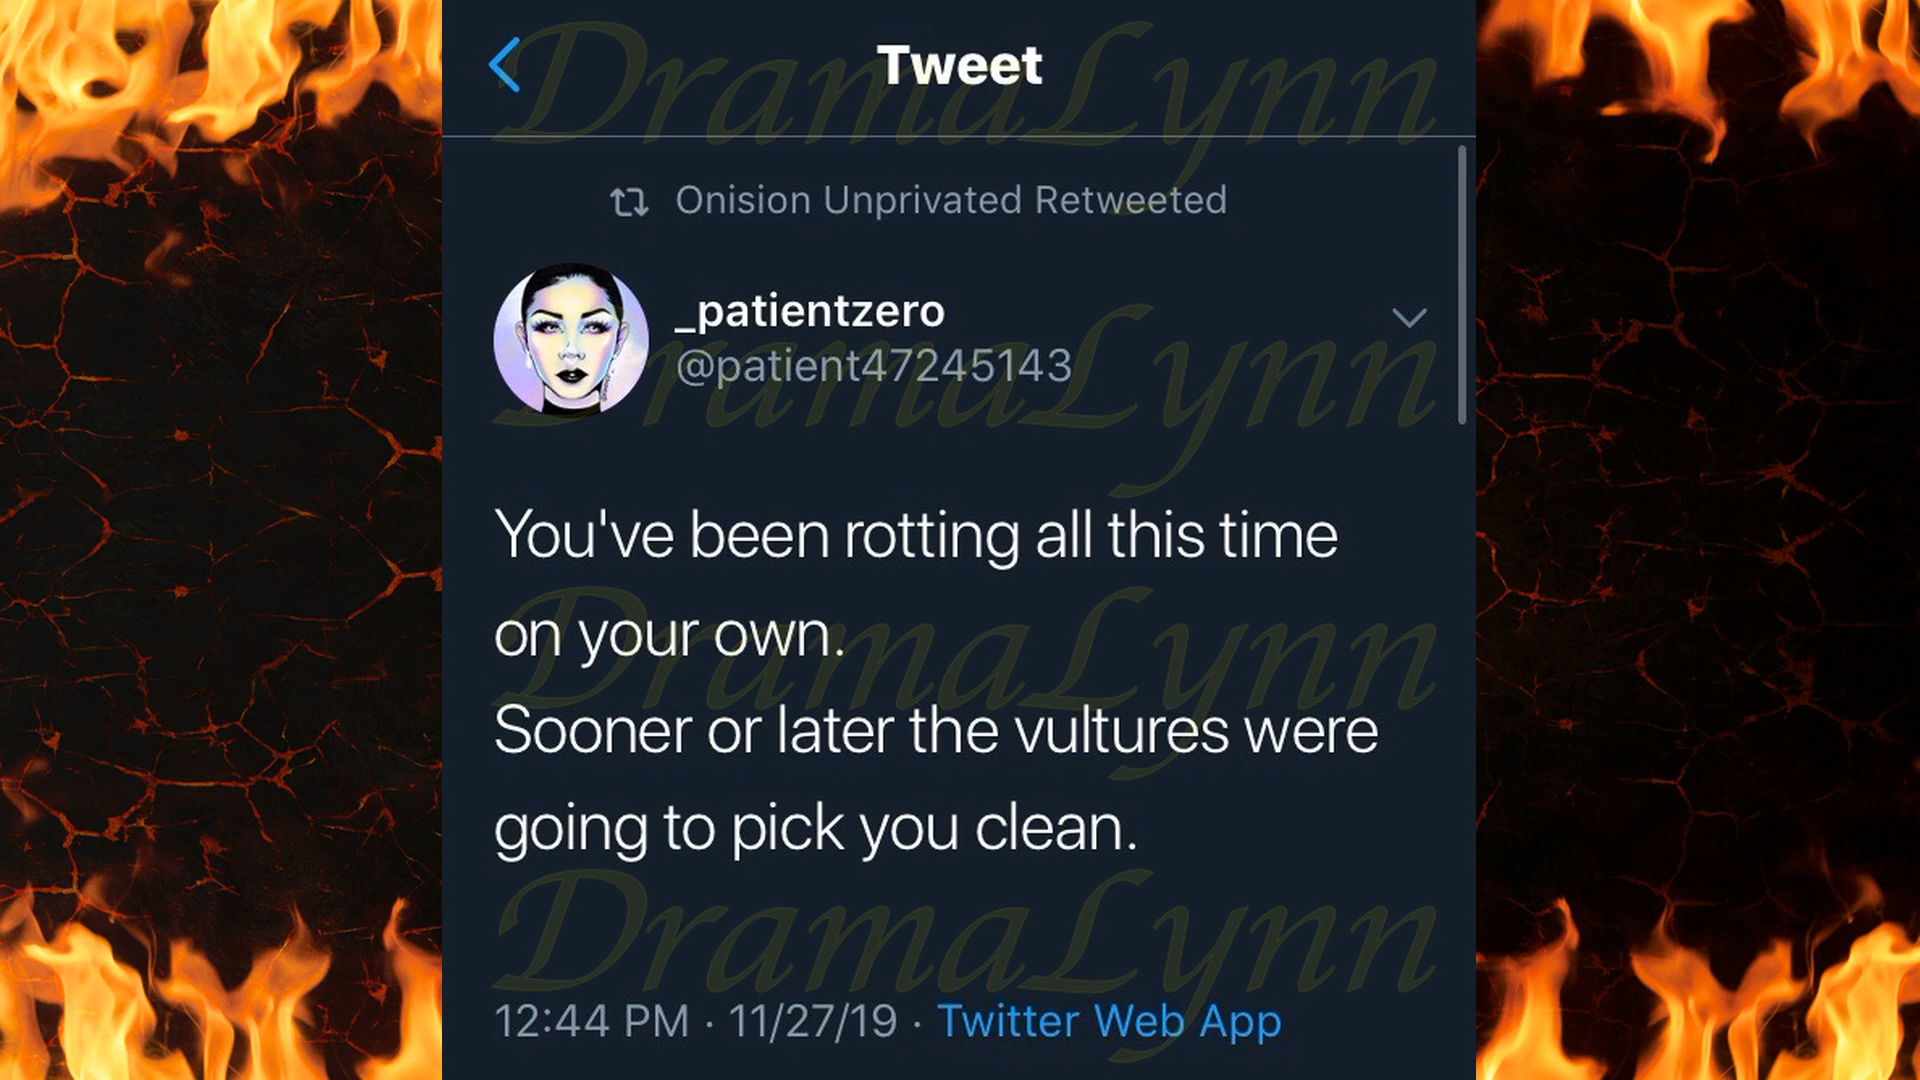 DramaLynn
Tweet
Onision Unprivated Retweeted
_patientzero
@patient47245143
DramaLynn
You've been rotting all this time
on your own.
DramaLynn
Sooner or later the vultures were
going to pick you clean.
DramaLynn
12:44 PM · 11/27/19 · Twitter Web App